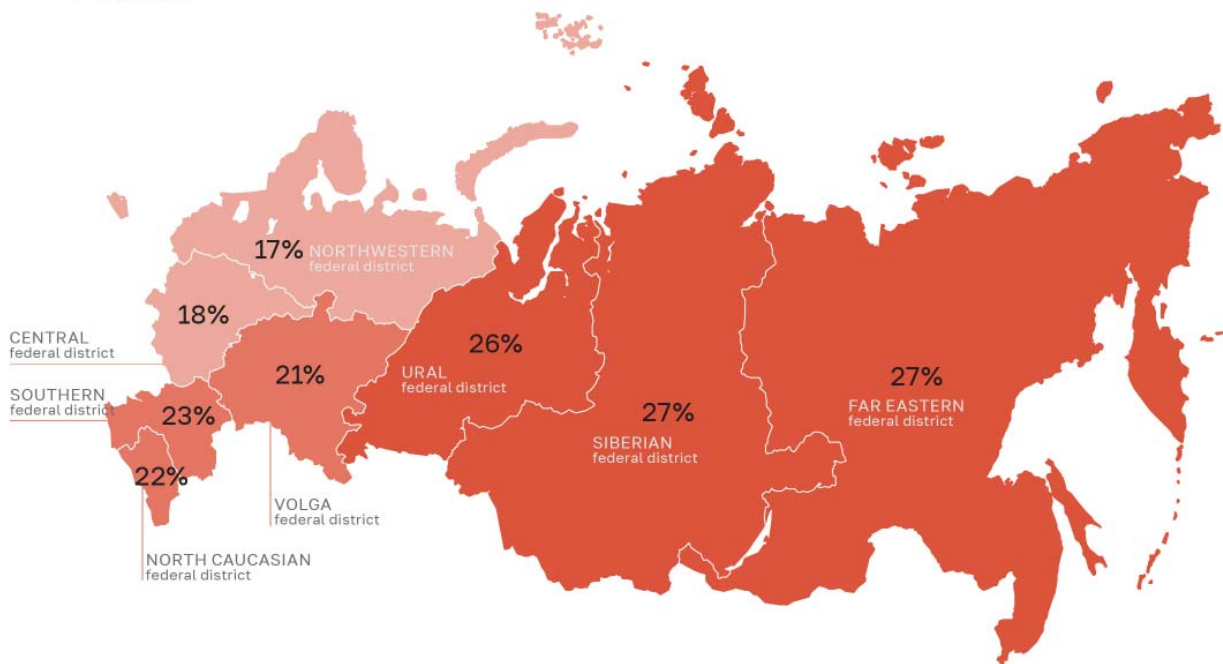 17%
NORTHWESTERN
federal district
18%
CENTRAL
federal district
21%
26%
URAL
federal district
27%
FAR EASTERN
federal district
SOUTHERN
federal district
23%
27%
SIBERIAN
federal district
22%
VOLGA
federal district
NORTH CAUCASIAN
federal district